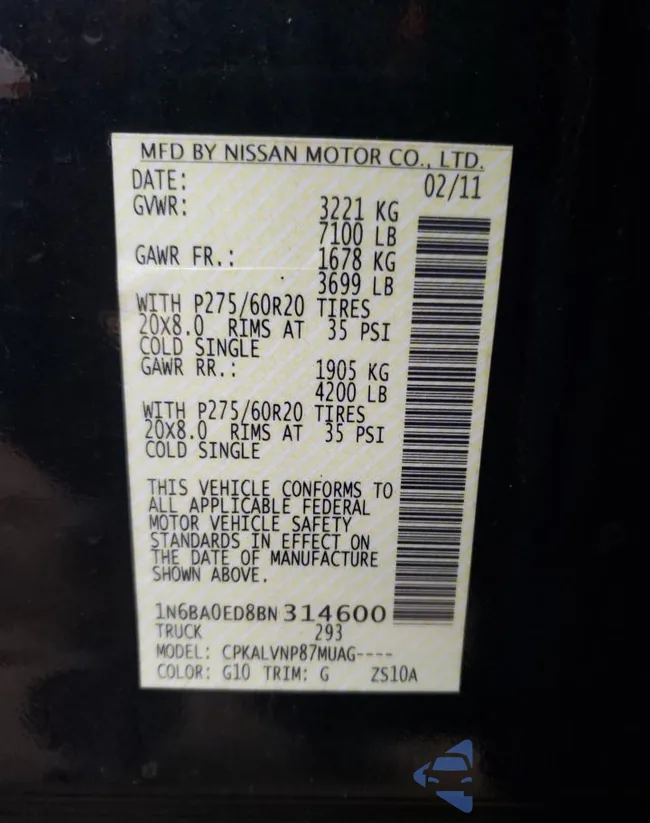 MFD BY NISSAN MOTOR CO., LTD.
DATE: 02/11
GVWR: 3221 KG
7100 LB
GAWR FR.: 1678 KG
3699 LB
WITH P275/60R20 TIRES
20X8.0 RIMS AT 35 PSI
COLD SINGLE
GAWR RR.: 1905 KG
4200 LB
WITH P275/60R20 TIRES
20X8.0 RIMS AT 35 PSI
COLD SINGLE
THIS VEHICLE CONFORMS TO
ALL APPLICABLE FEDERAL
MOTOR VEHICLE SAFETY
STANDARDS IN EFFECT ON
THE DATE OF MANUFACTURE
SHOWN ABOVE.
1N6BA0ED8BN314600
TRUCK 293
MODEL: CPKALVNP87MUAG----
COLOR: G10 TRIM: G ZS10A